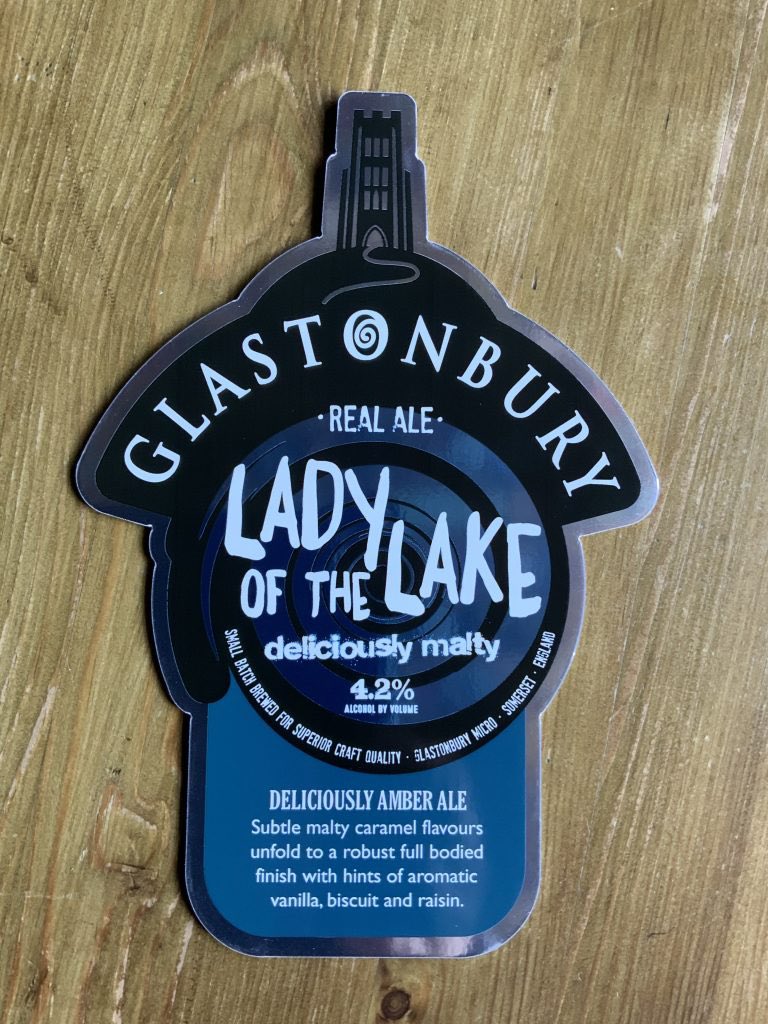 GLASTONBURY
·REAL ALE·
LADY
OF THE LAKE
deliciously malty
4.2%
ALCOHOL BY VOLUME
SMALL BATCH BREWED FOR SUPERIOR CRAFT QUALITY · GLASTONBURY MICRO · SOMERSET · ENGLAND
DELICIOUSLY AMBER ALE
Subtle malty caramel flavours
unfold to a robust full bodied
finish with hints of aromatic
vanilla, biscuit and raisin.